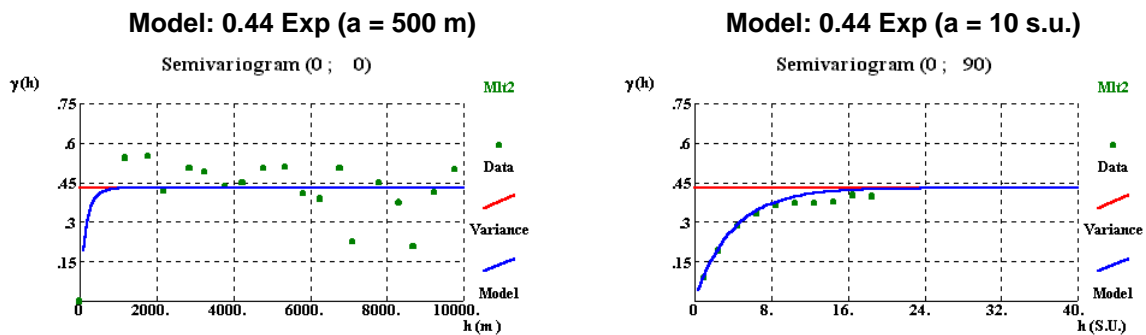 Model: 0.44 Exp (a = 500 m)
Semivariogram (0 ; 0)
γ(h)
Mlt2
.75
.6
.45
.3
.15
0
2000.
4000.
6000.
8000.
10000.
h (m )
Data
Variance
Model
Model: 0.44 Exp (a = 10 s.u.)
Semivariogram (0 ; 90)
γ(h)
Mlt2
.75
.6
.45
.3
.15
0
8.
16.
24.
32.
40.
h (S.U.)
Data
Variance
Model